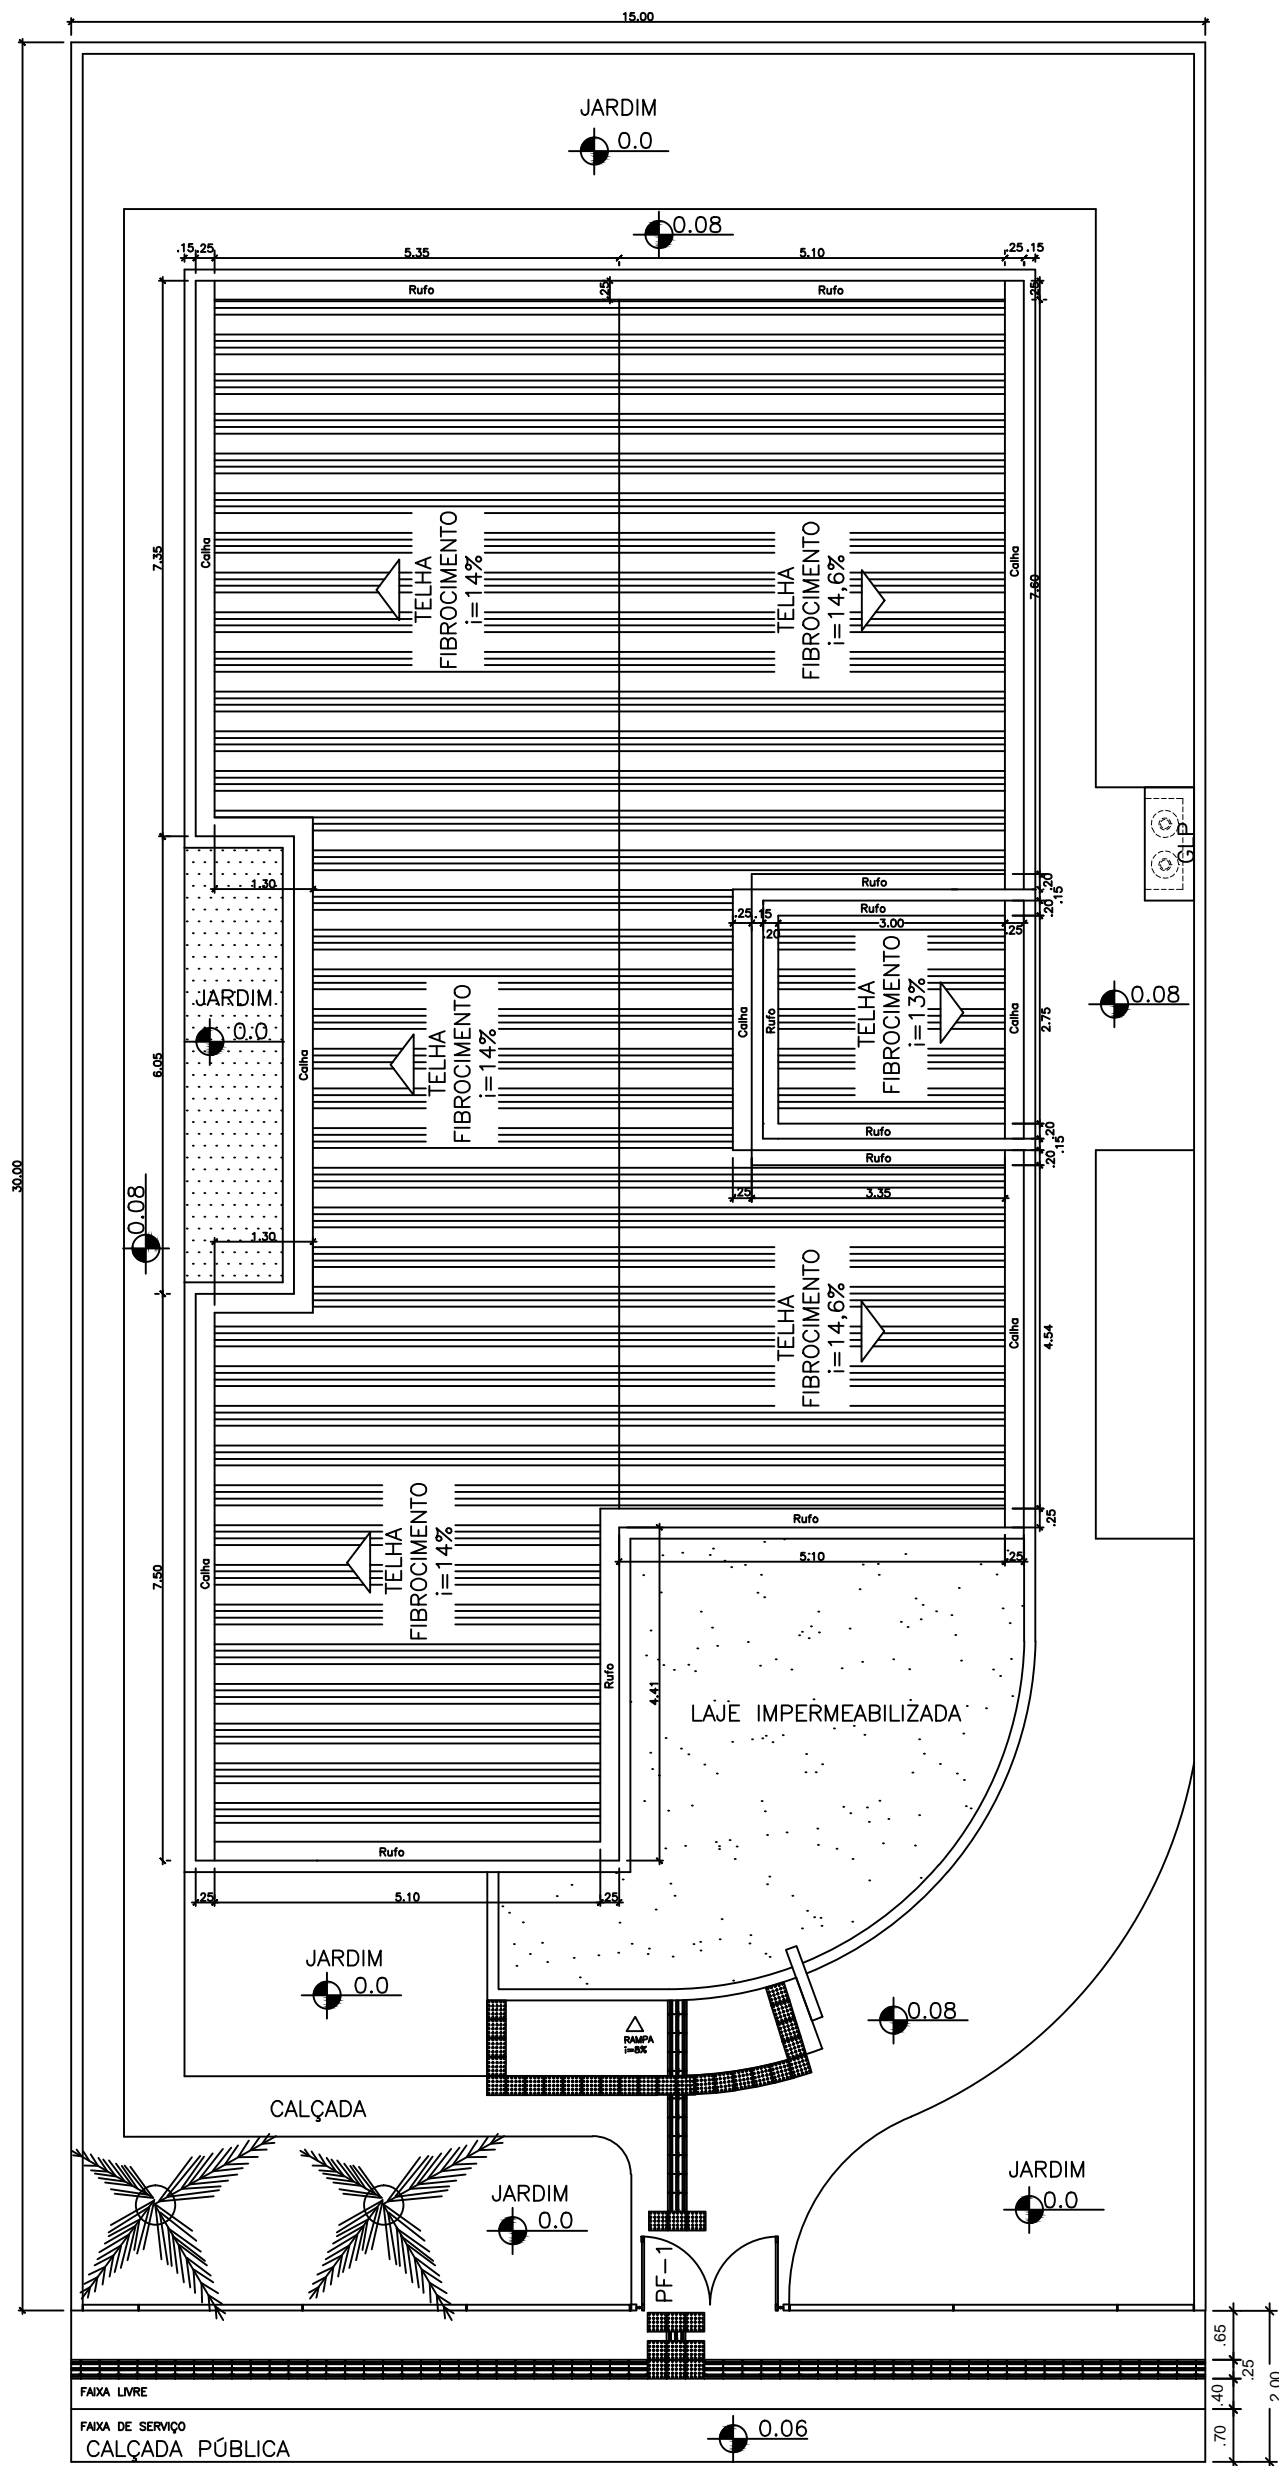 15.00
JARDIM
0.0
0.08
.15 .25
5.35
5.10
.25 .15
Rufo
.25
Rufo
.25
7.35
Calha
TELHA
FIBROCIMENTO
i=14%
TELHA
FIBROCIMENTO
i=14,6%
Calha
7.60
GLP
1.30
Rufo
.20
.15
Rufo
.20
.25 .15
.20
3.00
.25
JARDIM
0.0
6.05
Calha
TELHA
FIBROCIMENTO
i=14%
Calha
Rufo
TELHA
FIBROCIMENTO
i=13%
Calha
2.75
0.08
Rufo
.20
.15
Rufo
.20
30.00
0.08
1.30
.25
3.35
TELHA
FIBROCIMENTO
i=14,6%
Calha
4.54
Rufo
.25
5.10
.25
7.50
Calha
TELHA
FIBROCIMENTO
i=14%
Rufo
4.41
LAJE IMPERMEABILIZADA
Rufo
.25
5.10
.25
JARDIM
0.0
0.08
RAMPA
i=8%
CALÇADA
JARDIM
0.0
JARDIM
0.0
PF-1
.65
.25
.40
.70
2.00
FAIXA LIVRE
FAIXA DE SERVIÇO
CALÇADA PÚBLICA
0.06